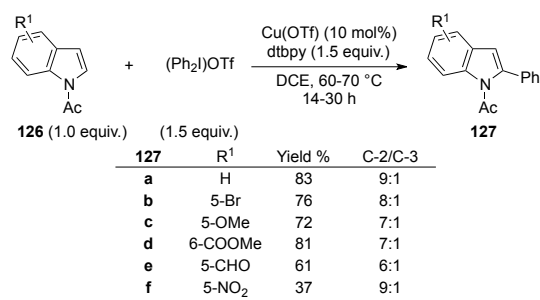 R¹
N
Ac
126 (1.0 equiv.)
+
(Ph₂I)OTf
(1.5 equiv.)
Cu(OTf) (10 mol%)
dtbpy (1.5 equiv.)
DCE, 60-70 °C
14-30 h
R¹
Ph
N
Ac
127
127 R¹ Yield % C-2/C-3
a H 83 9:1
b 5-Br 76 8:1
c 5-OMe 72 7:1
d 6-COOMe 81 7:1
e 5-CHO 61 6:1
f 5-NO₂ 37 9:1